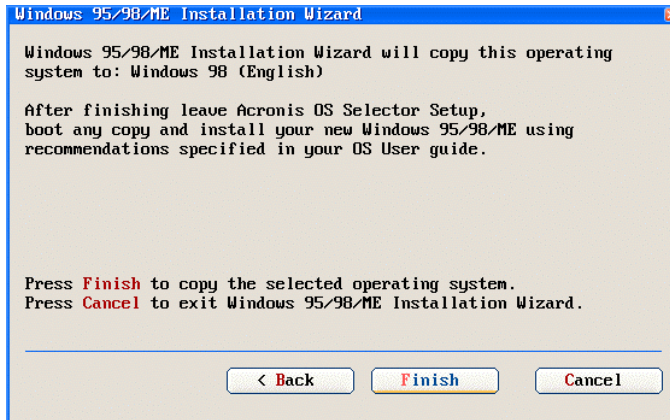 Windows 95/98/ME Installation Wizard
Windows 95/98/ME Installation Wizard will copy this operating
system to: Windows 98 (English)
After finishing leave Acronis OS Selector Setup,
boot any copy and install your new Windows 95/98/ME using
recommendations specified in your OS User guide.
Press Finish to copy the selected operating system.
Press Cancel to exit Windows 95/98/ME Installation Wizard.
< Back Finish Cancel